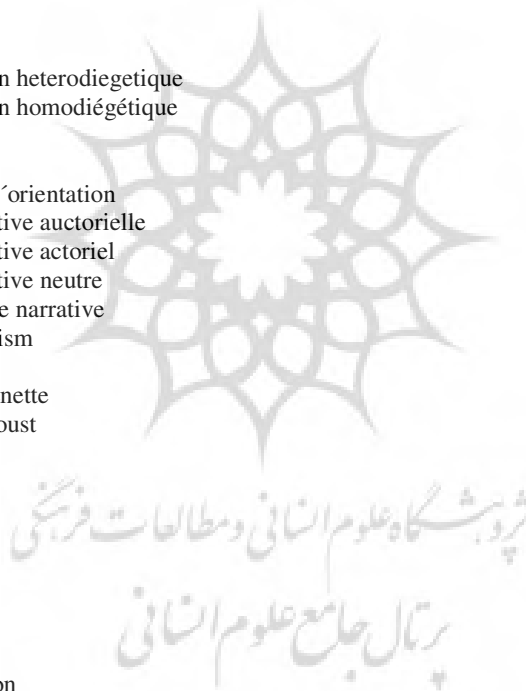 n heterodiegetique
n homodiégétique
´orientation
tive auctorielle
tive actoriel
tive neutre
e narrative
ism
nette
oust
پژوهشگاه علوم انسانی و مطالعات فرهنگی
پرتال جامع علوم انسانی
on